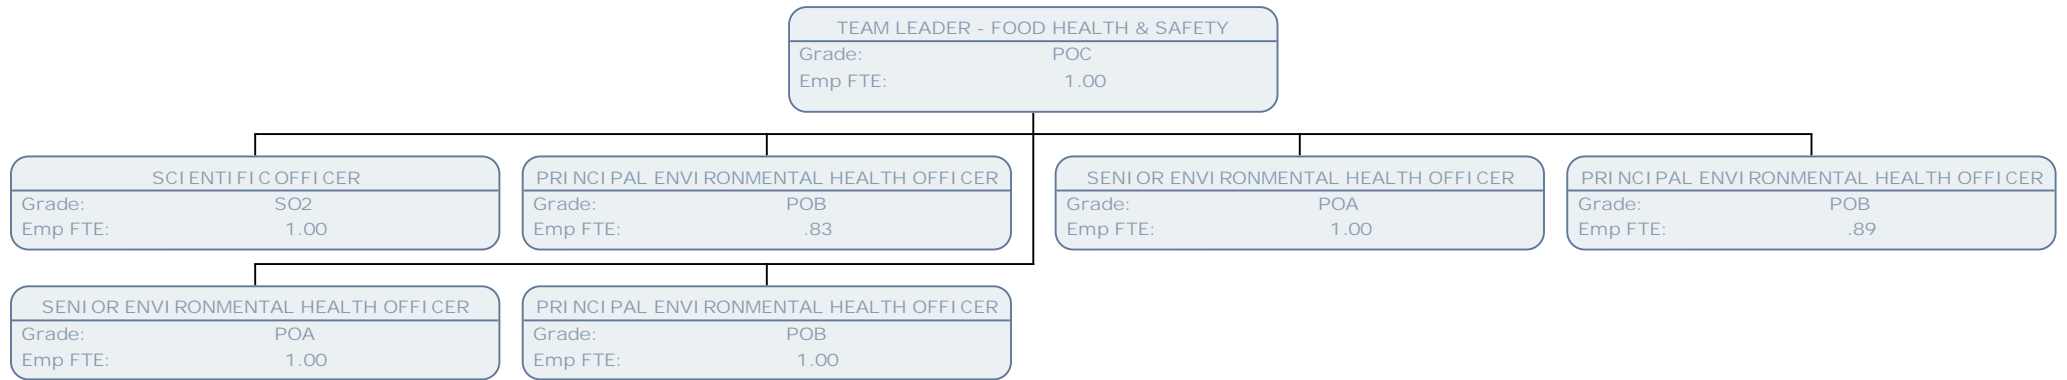 TEAM LEADER - FOOD HEALTH & SAFETY
Grade: POC
Emp FTE: 1.00
SCIENTIFIC OFFICER
Grade: SO2
Emp FTE: 1.00
PRINCIPAL ENVIRONMENTAL HEALTH OFFICER
Grade: POB
Emp FTE: .83
SENIOR ENVIRONMENTAL HEALTH OFFICER
Grade: POA
Emp FTE: 1.00
PRINCIPAL ENVIRONMENTAL HEALTH OFFICER
Grade: POB
Emp FTE: .89
SENIOR ENVIRONMENTAL HEALTH OFFICER
Grade: POA
Emp FTE: 1.00
PRINCIPAL ENVIRONMENTAL HEALTH OFFICER
Grade: POB
Emp FTE: 1.00